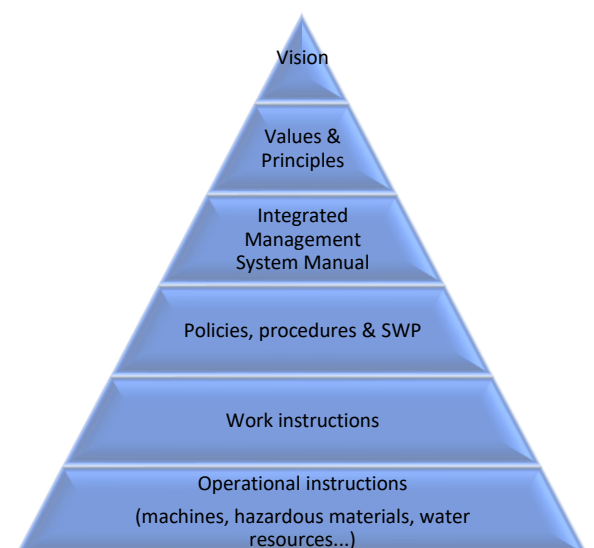 Vision
Values &
Principles
Integrated
Management
System Manual
Policies, procedures & SWP
Work instructions
Operational instructions
(machines, hazardous materials, water
resources...)